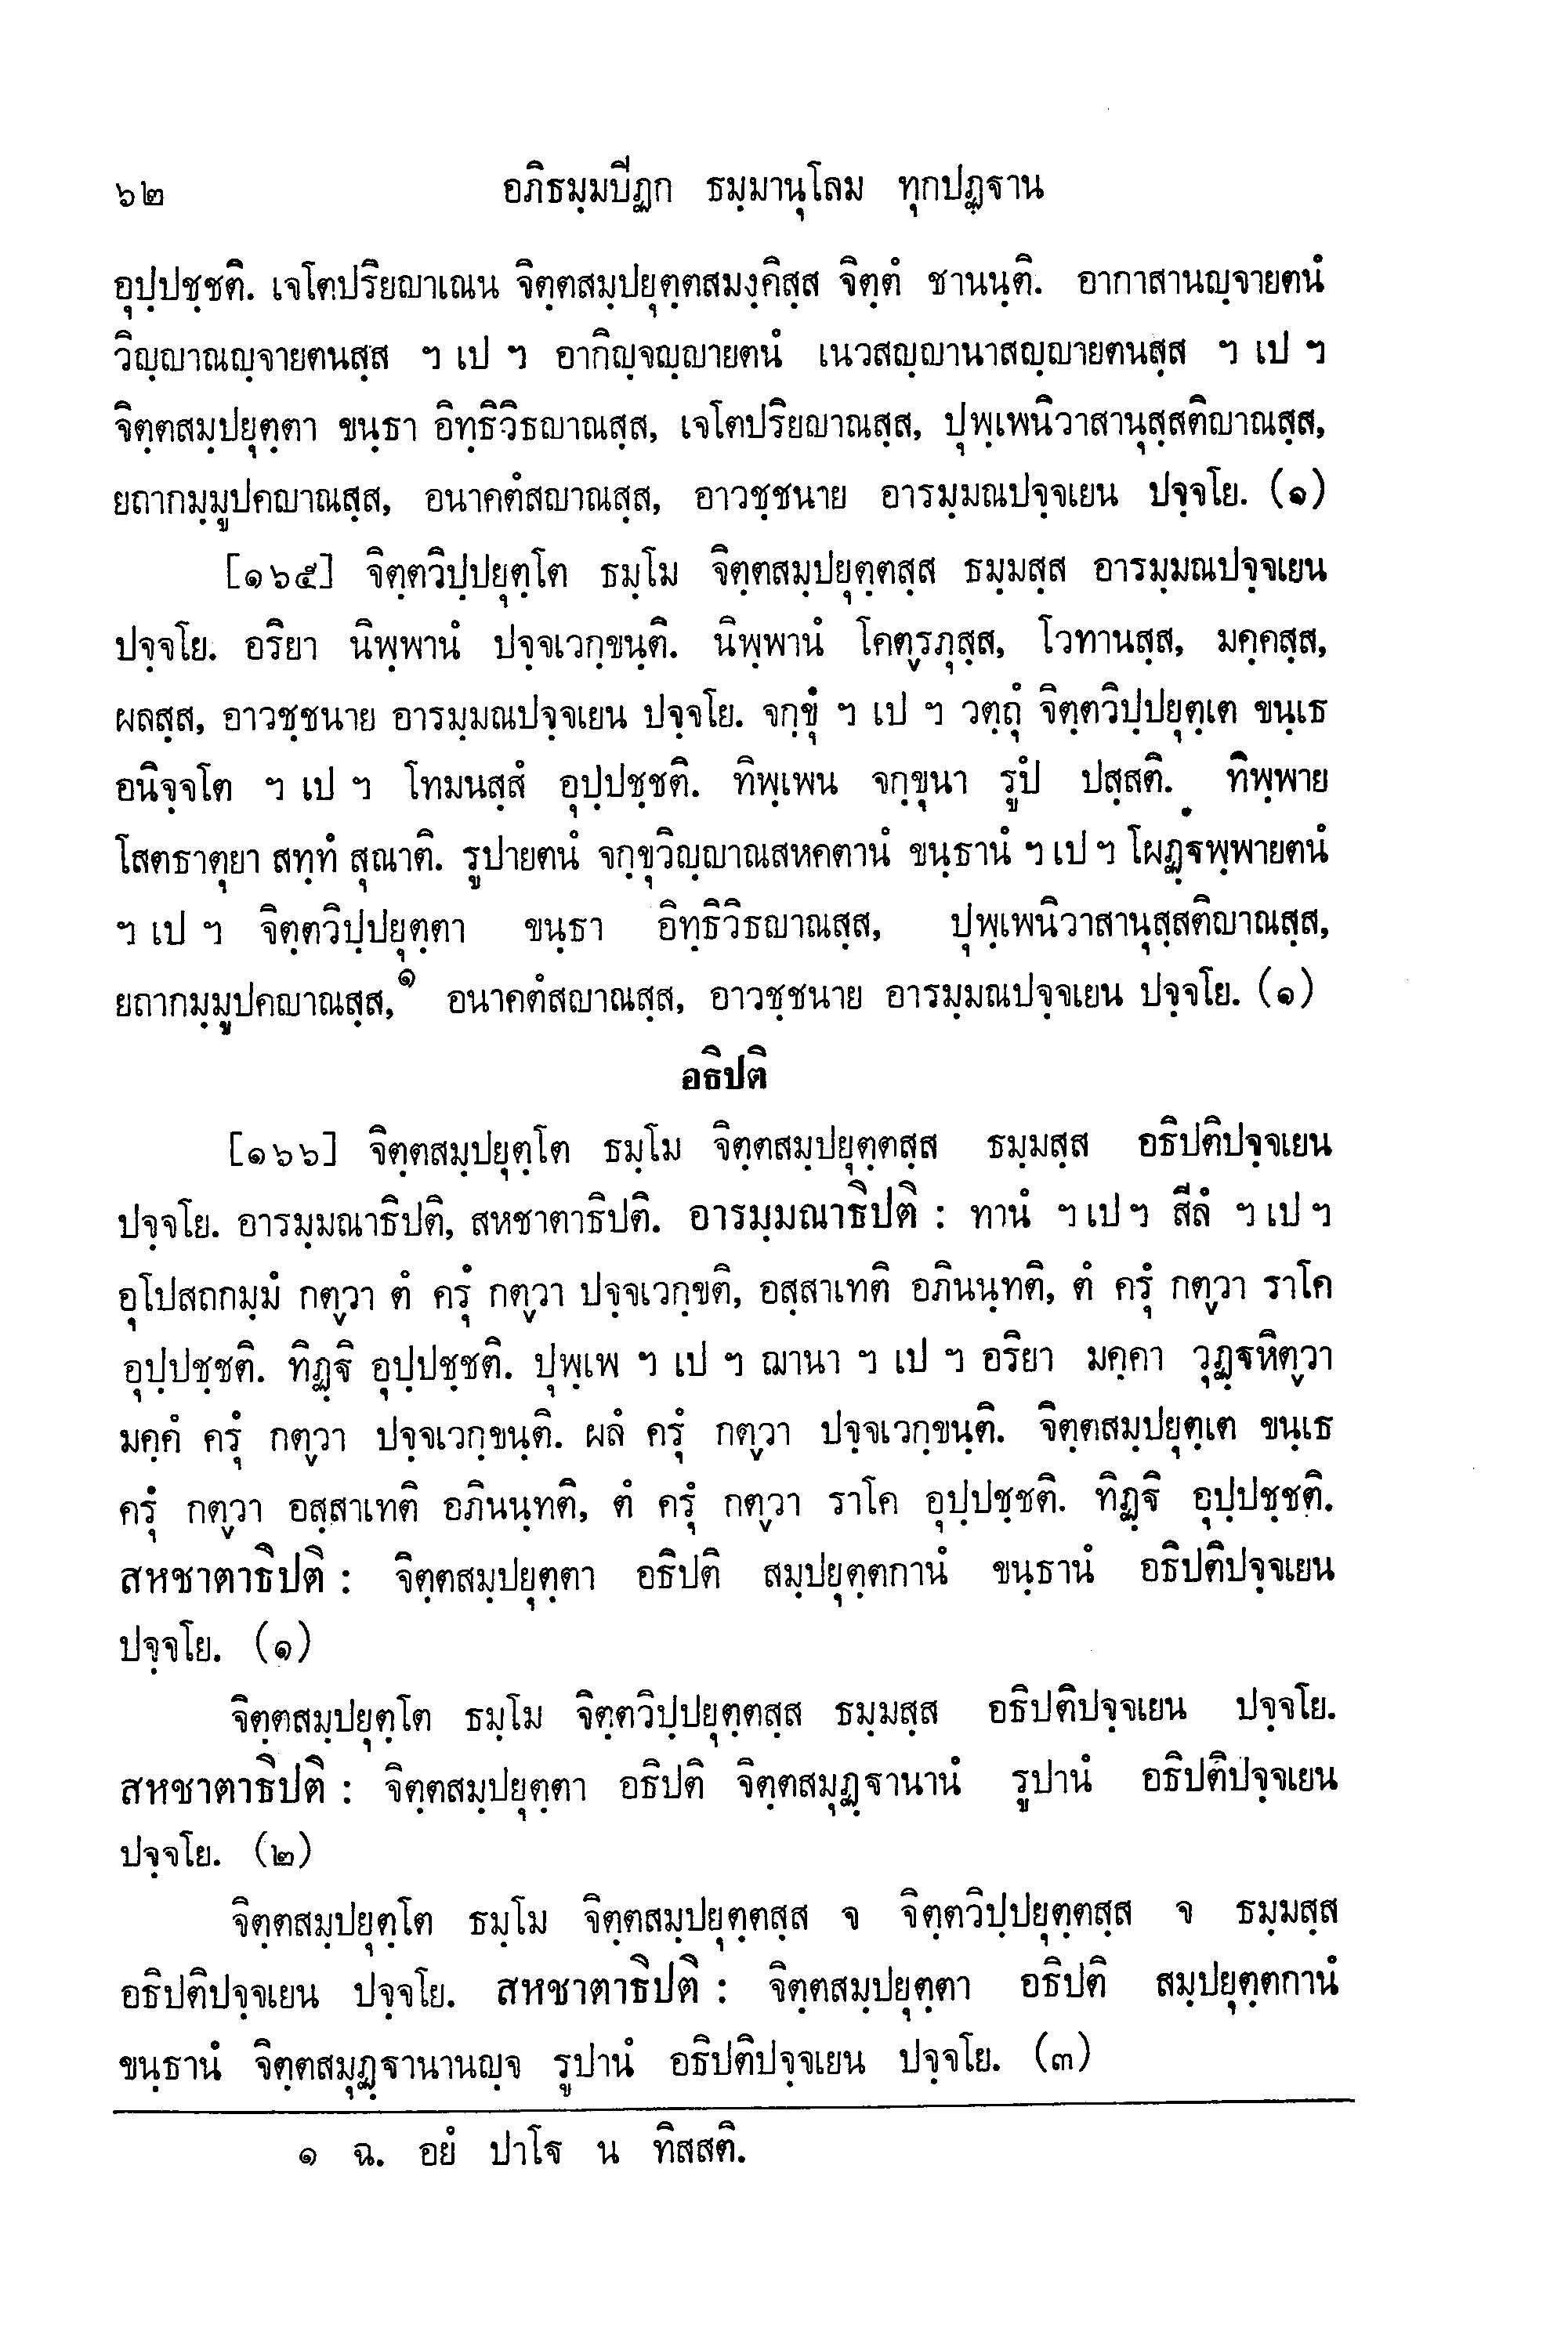 ๖๒ อภิธมฺมปีฏก ธมฺมานุโลม ทุกปฏฺฐาน
อุปฺปชฺชติ. เจโตปริยญาเณน จิตฺตสมฺปยุตฺตสมงฺคิสฺส จิตฺตํ ชานนฺติ. อากาสานญฺจายตนํ
วิญฺญาณญฺจายตนสฺส ฯ เป ฯ อากิญฺจญฺญายตนํ เนวสญฺญานาสญฺญายตนสฺส ฯ เป ฯ
จิตฺตสมฺปยุตฺตา ขนฺธา อิทฺธิวิธญาณสฺส, เจโตปริยญาณสฺส, ปุพฺเพนิวาสานุสฺสติญาณสฺส,
ยถากมฺมูปคญาณสฺส, อนาคตํสญาณสฺส, อาวชฺชนาย อารมฺมณปจฺจเยน ปจฺจโย. (๑)
[๑๖๕] จิตฺตวิปฺปยุตฺโต ธมฺโม จิตฺตสมฺปยุตฺตสฺส ธมฺมสฺส อารมฺมณปจฺจเยน
ปจฺจโย. อริยา นิพฺพานํ ปจฺจเวกฺขนฺติ. นิพฺพานํ โคตฺรภุสฺส, โวทานสฺส, มคฺคสฺส,
ผลสฺส, อาวชฺชนาย อารมฺมณปจฺจเยน ปจฺจโย. จกฺขุํ ฯ เป ฯ วตฺถุํ จิตฺตวิปฺปยุตฺเต ขนฺเธ
อนิจฺจโต ฯ เป ฯ โทมนสฺสํ อุปฺปชฺชติ. ทิพฺเพน จกฺขุนา รูปํ ปสฺสติ. ทิพฺพาย
โสตธาตุยา สทฺทํ สุณาติ. รูปายตนํ จกฺขุวิญฺญาณสหคตานํ ขนฺธานํ ฯ เป ฯ โผฏฺฐพฺพายตนํ
ฯ เป ฯ จิตฺตวิปฺปยุตฺตา ขนฺธา อิทฺธิวิธญาณสฺส, ปุพฺเพนิวาสานุสฺสติญาณสฺส,
ยถากมฺมูปคญาณสฺส,๑ อนาคตํสญาณสฺส, อาวชฺชนาย อารมฺมณปจฺจเยน ปจฺจโย. (๑)
อธิปติ
[๑๖๖] จิตฺตสมฺปยุตฺโต ธมฺโม จิตฺตสมฺปยุตฺตสฺส ธมฺมสฺส อธิปติปจฺจเยน
ปจฺจโย. อารมฺมณาธิปติ, สหชาตาธิปติ. อารมฺมณาธิปติ : ทานํ ฯ เป ฯ สีลํ ฯ เป ฯ
อุโปสถกมฺมํ กตฺวา ตํ ครุํ กตฺวา ปจฺจเวกฺขติ, อสฺสาเทติ อภินนฺทติ, ตํ ครุํ กตฺวา ราโค
อุปฺปชฺชติ. ทิฏฺฐิ อุปฺปชฺชติ. ปุพฺเพ ฯ เป ฯ ฌานา ฯ เป ฯ อริยา มคฺคา วุฏฺฐหิตฺวา
มคฺคํ ครุํ กตฺวา ปจฺจเวกฺขนฺติ. ผลํ ครุํ กตฺวา ปจฺจเวกฺขนฺติ. จิตฺตสมฺปยุตฺเต ขนฺเธ
ครุํ กตฺวา อสฺสาเทติ อภินนฺทติ, ตํ ครุํ กตฺวา ราโค อุปฺปชฺชติ. ทิฏฺฐิ อุปฺปชฺชติ.
สหชาตาธิปติ : จิตฺตสมฺปยุตฺตา อธิปติ สมฺปยุตฺตกานํ ขนฺธานํ อธิปติปจฺจเยน
ปจฺจโย. (๑)
จิตฺตสมฺปยุตฺโต ธมฺโม จิตฺตวิปฺปยุตฺตสฺส ธมฺมสฺส อธิปติปจฺจเยน ปจฺจโย.
สหชาตาธิปติ : จิตฺตสมฺปยุตฺตา อธิปติ จิตฺตสมุฏฺฐานานํ รูปานํ อธิปติปจฺจเยน
ปจฺจโย. (๒)
จิตฺตสมฺปยุตฺโต ธมฺโม จิตฺตสมฺปยุตฺตสฺส จ จิตฺตวิปฺปยุตฺตสฺส จ ธมฺมสฺส
อธิปติปจฺจเยน ปจฺจโย. สหชาตาธิปติ : จิตฺตสมฺปยุตฺตา อธิปติ สมฺปยุตฺตกานํ
ขนฺธานํ จิตฺตสมุฏฺฐานานญฺจ รูปานํ อธิปติปจฺจเยน ปจฺจโย. (๓)
๑ ฉ. อยํ ปาโฐ น ทิสสติ.